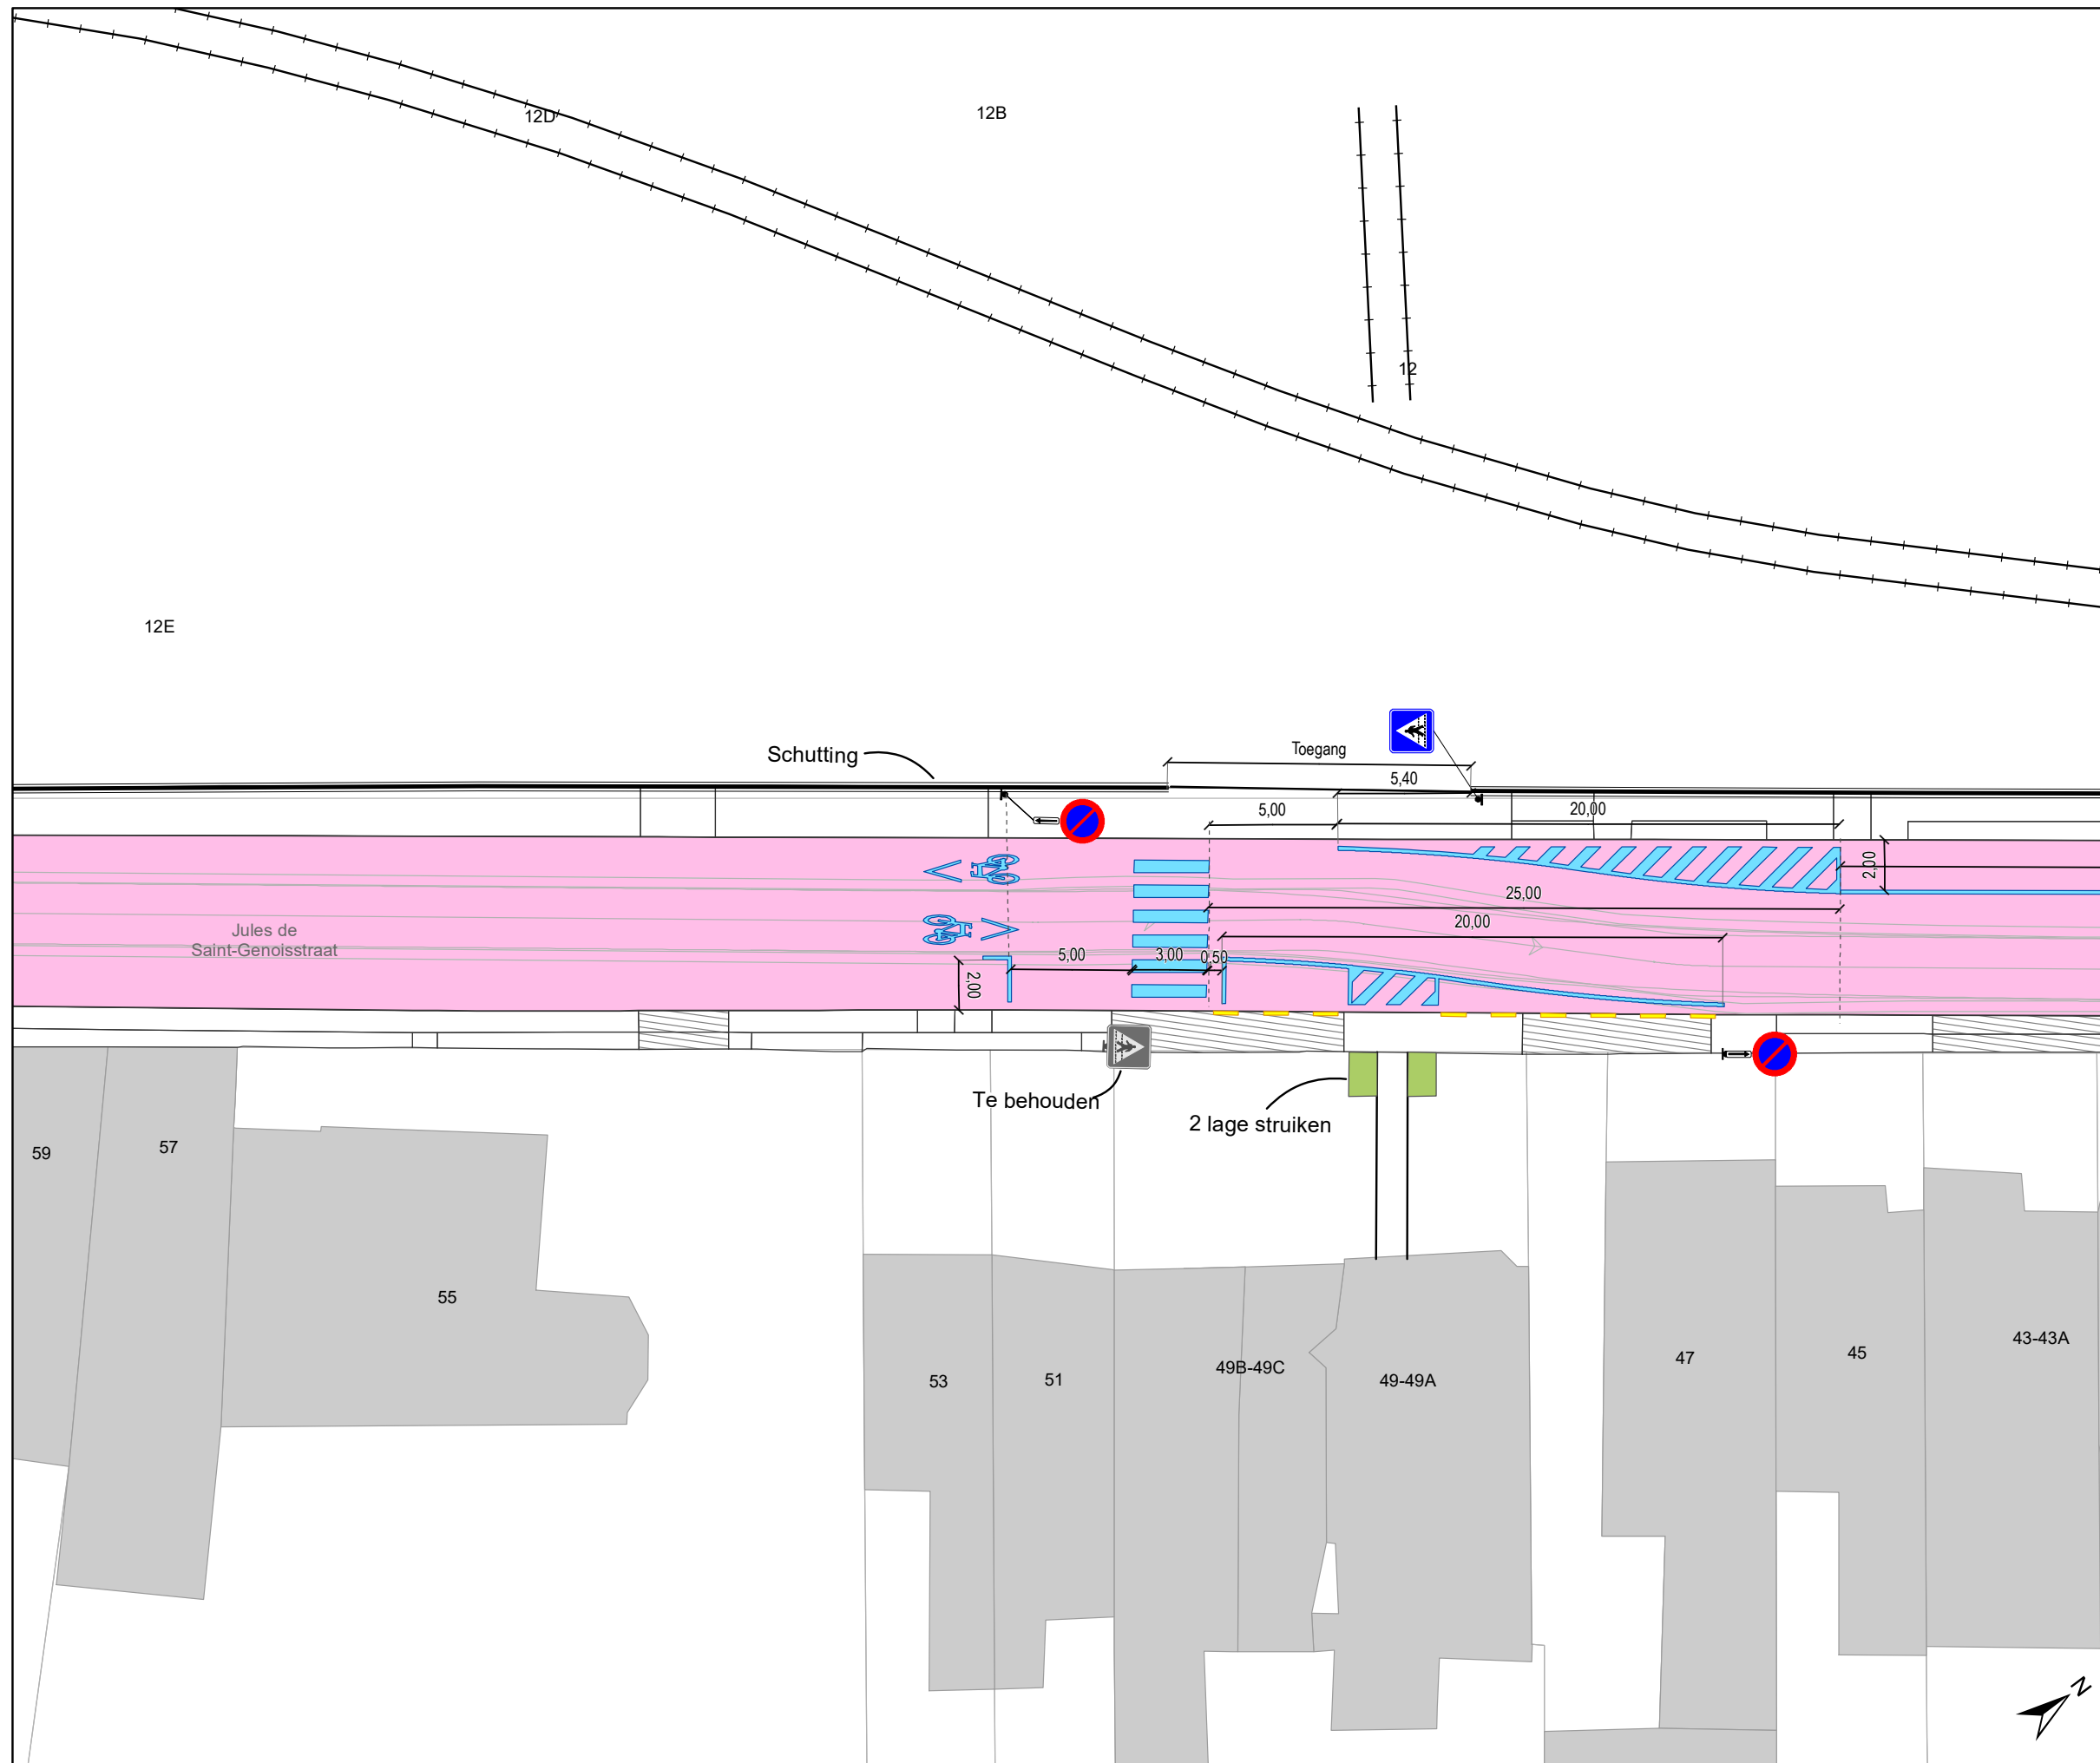 12D
12B
12
12E
Schutting
Toegang
5,40
5,00
20,00
2,00
25,00
20,00
Jules de
Saint-Genoisstraat
5,00
3,00
0,50
2,00
Te behouden
2 lage struiken
59
57
55
53
51
49B-49C
49-49A
47
45
43-43A
N